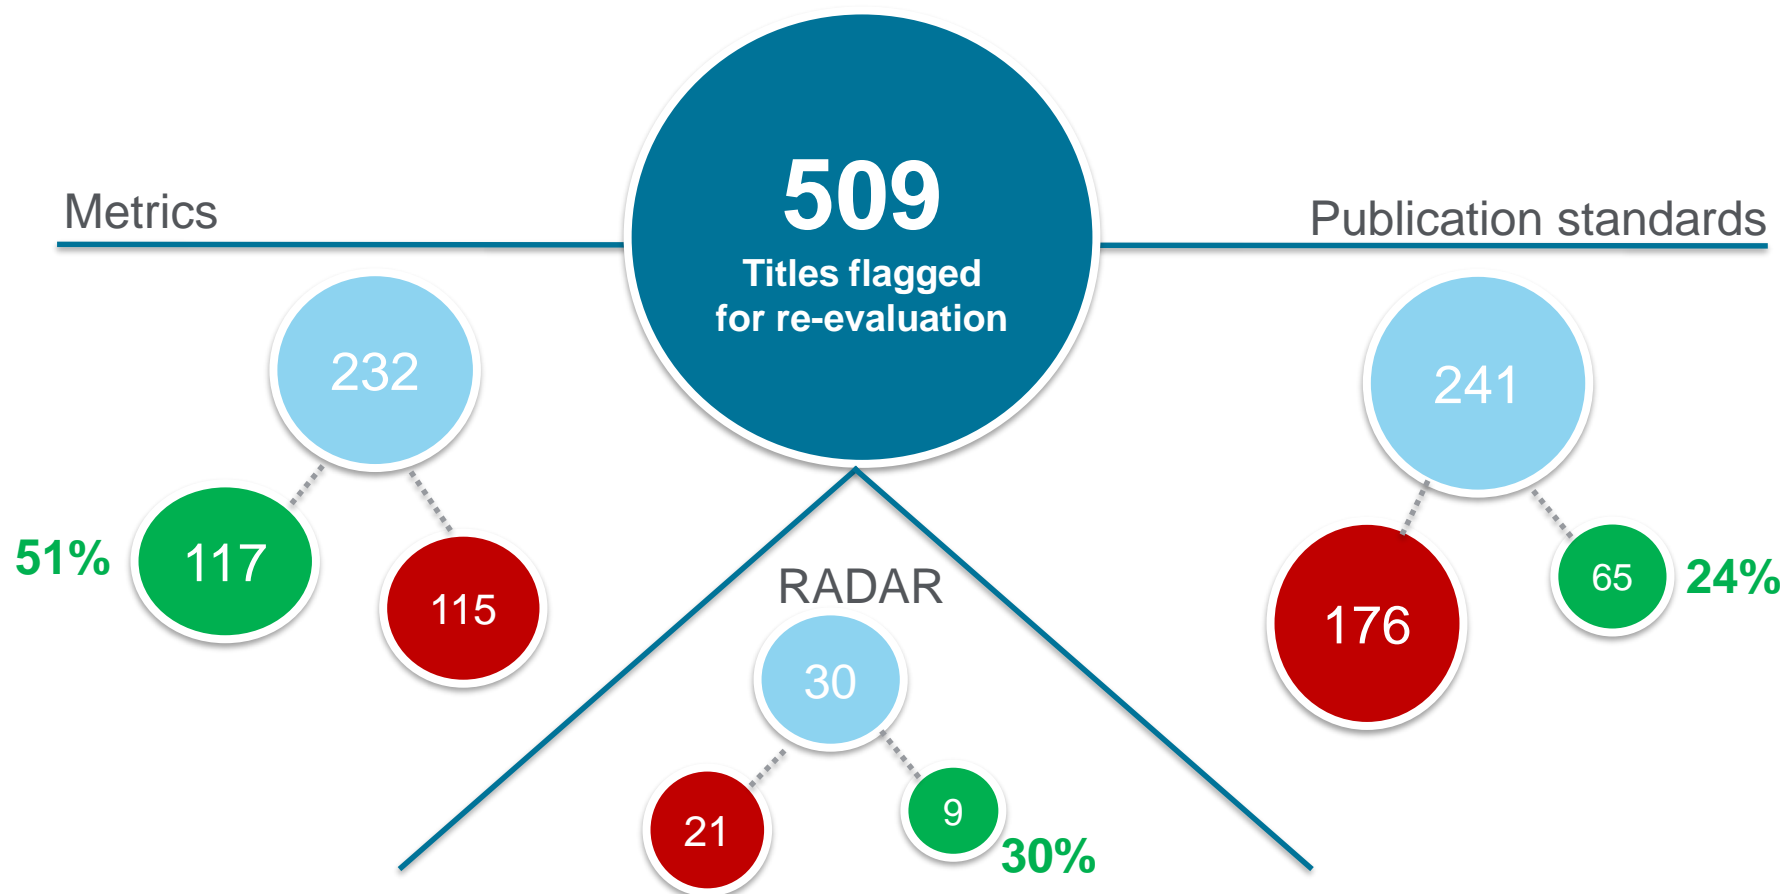 509
Titles flagged
for re-evaluation
Metrics
232
51%
117
115
RADAR
30
21
9
30%
Publication standards
241
176
65
24%